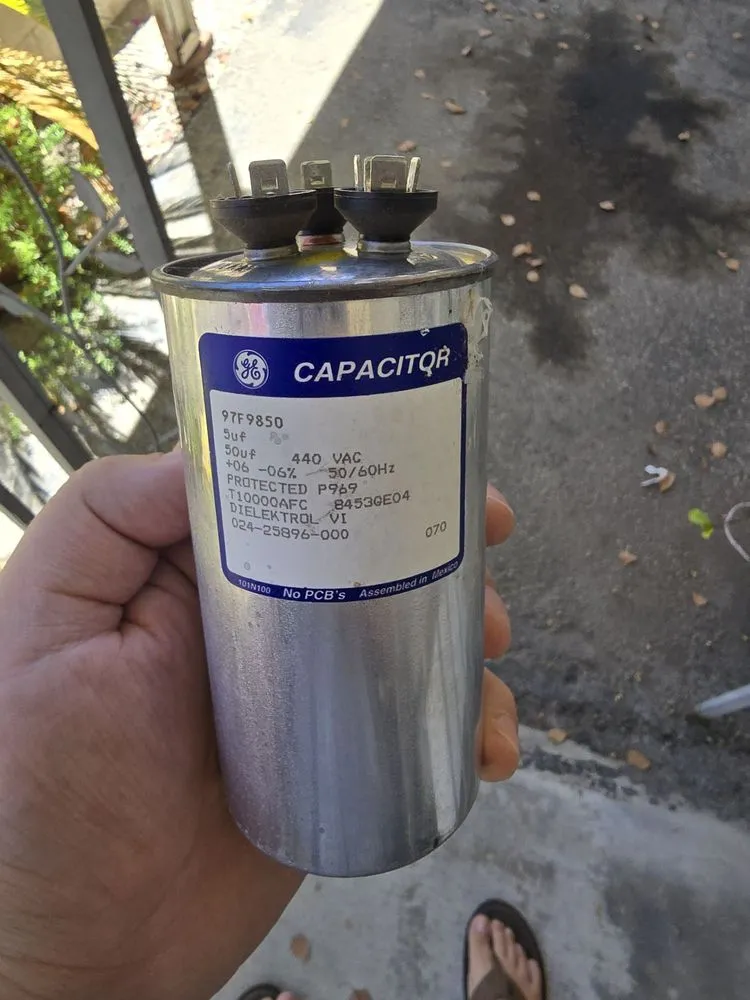 GE CAPACITOR
97F9850
5uf
50uf 440 VAC
+06 -06% 50/60Hz
PROTECTED P969
T10000AFC 8453GE04
DIELEKTROL VI
024-25896-000 070
101N100 No PCB's Assembled in Mexico